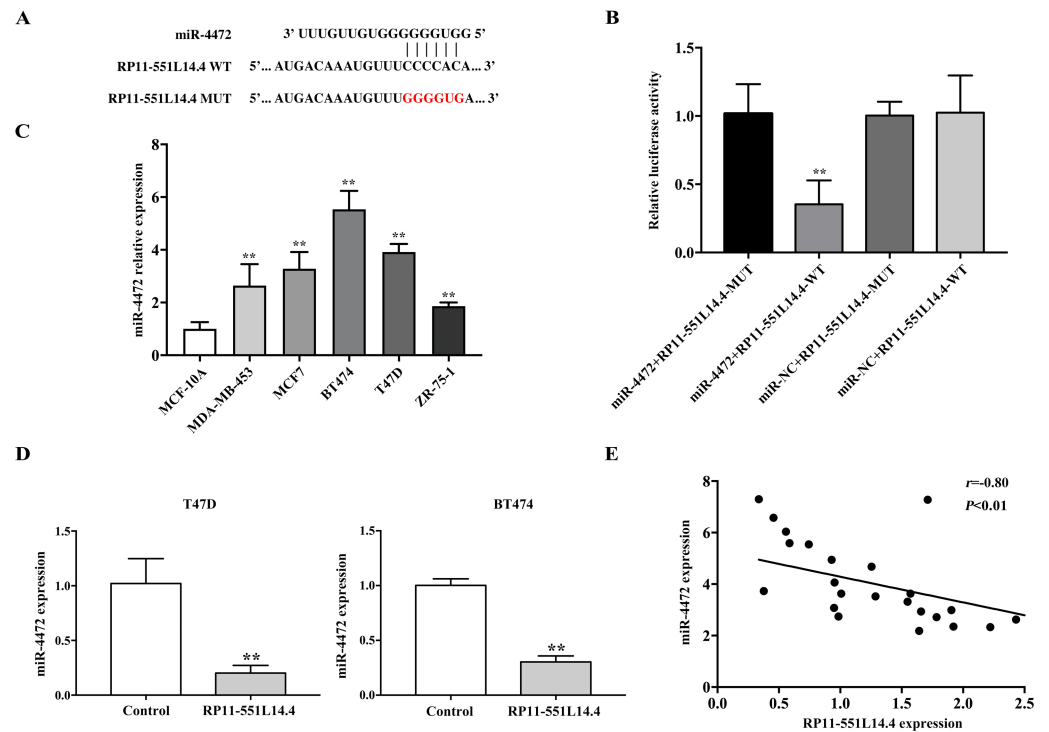 A
miR-4472 3’ UUUGUUGUGGGGGGUGG 5’
RP11-551L14.4 WT 5’... AUGACAAAUGUUUCCCCACA... 3’
RP11-551L14.4 MUT 5’... AUGACAAAUGUUUGGGGUGA... 3’
B
Relative luciferase activity
1.5
1.0
0.5
0.0
**
miR-4472+RP11-551L14.4-MUT
miR-4472+RP11-551L14.4-WT
miR-NC+RP11-551L14.4-MUT
miR-NC+RP11-551L14.4-WT
C
miR-4472 relative expression
8
6
4
2
0
** ** ** ** **
MCF-10A
MDA-MB-453
MCF7
BT474
T47D
ZR-75-1
D
T47D
miR-4472 expression
1.5
1.0
0.5
0.0
**
Control RP11-551L14.4
BT474
miR-4472 expression
1.5
1.0
0.5
0.0
**
Control RP11-551L14.4
E
r=-0.80
P<0.01
miR-4472 expression
8
6
4
2
0
0.0 0.5 1.0 1.5 2.0 2.5
RP11-551L14.4 expression